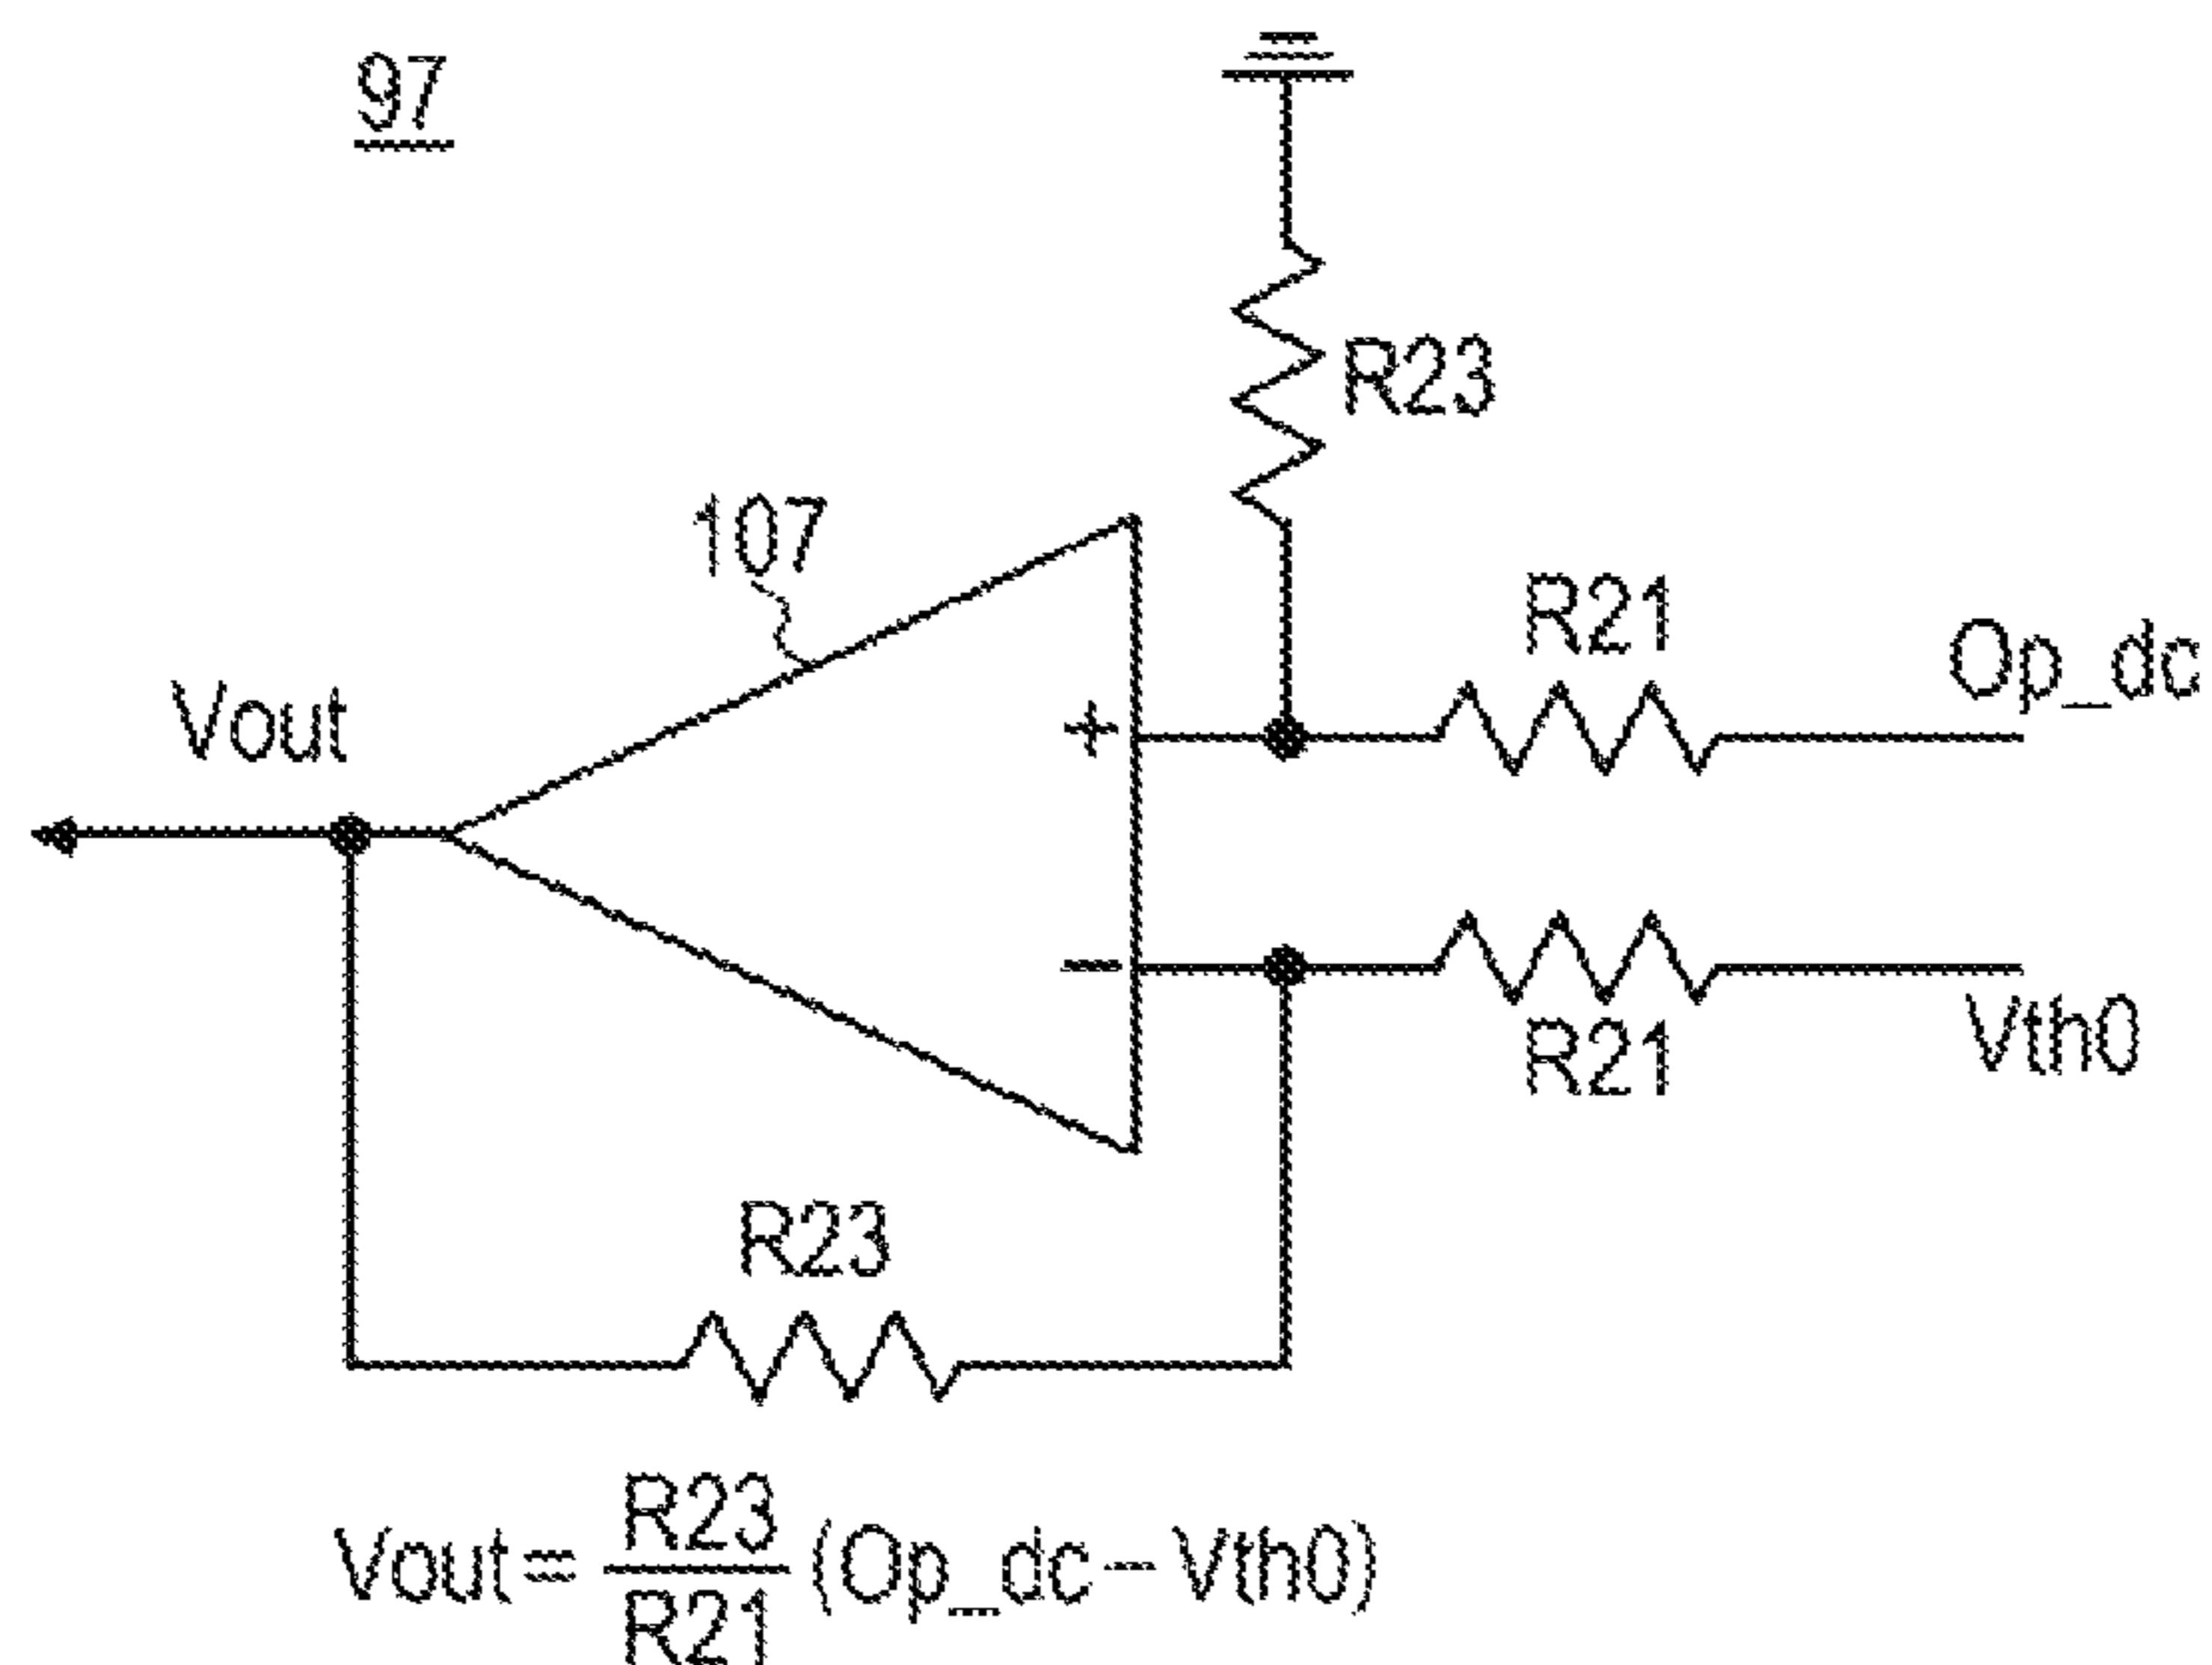 97
R23
107
R21
Op_dc
Vout
+
−
R21
Vth0
R23
Vout = R23/R21 (Op_dc − Vth0)